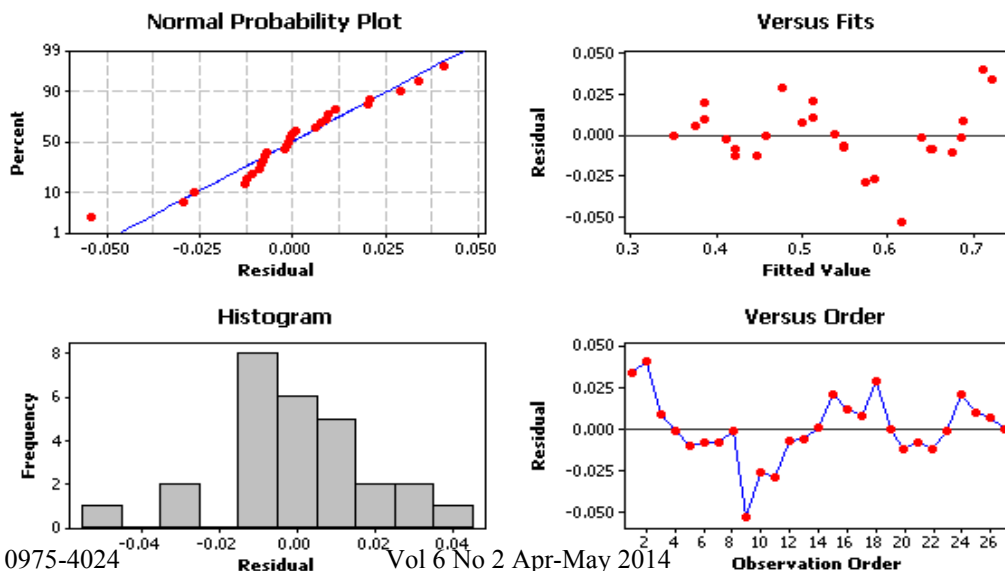 Normal Probability Plot
99
90
50
10
1
Percent
-0.050 -0.025 0.000 0.025 0.050
Residual
Versus Fits
0.050
0.025
0.000
-0.025
-0.050
Residual
0.3 0.4 0.5 0.6 0.7
Fitted Value
Histogram
8
6
4
2
0
Frequency
-0.04 -0.02 0.00 0.02 0.04
Residual
Versus Order
0.050
0.025
0.000
-0.025
-0.050
Residual
2 4 6 8 10 12 14 16 18 20 22 24 26
Observation Order
0975-4024 Vol 6 No 2 Apr-May 2014